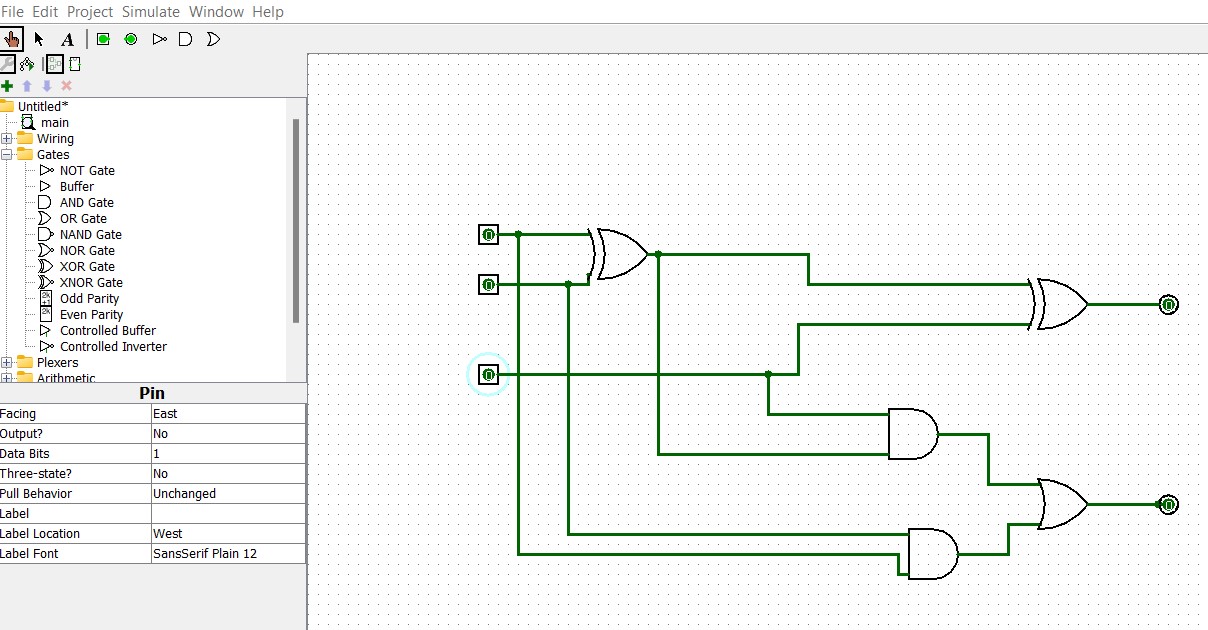 File Edit Project Simulate Window Help
A
Untitled*
main
Wiring
Gates
NOT Gate
Buffer
AND Gate
OR Gate
NAND Gate
NOR Gate
XOR Gate
XNOR Gate
Odd Parity
Even Parity
Controlled Buffer
Controlled Inverter
Plexers
Arithmetic
Pin
Facing East
Output? No
Data Bits 1
Three-state? No
Pull Behavior Unchanged
Label
Label Location West
Label Font SansSerif Plain 12
0
0
0
0
0